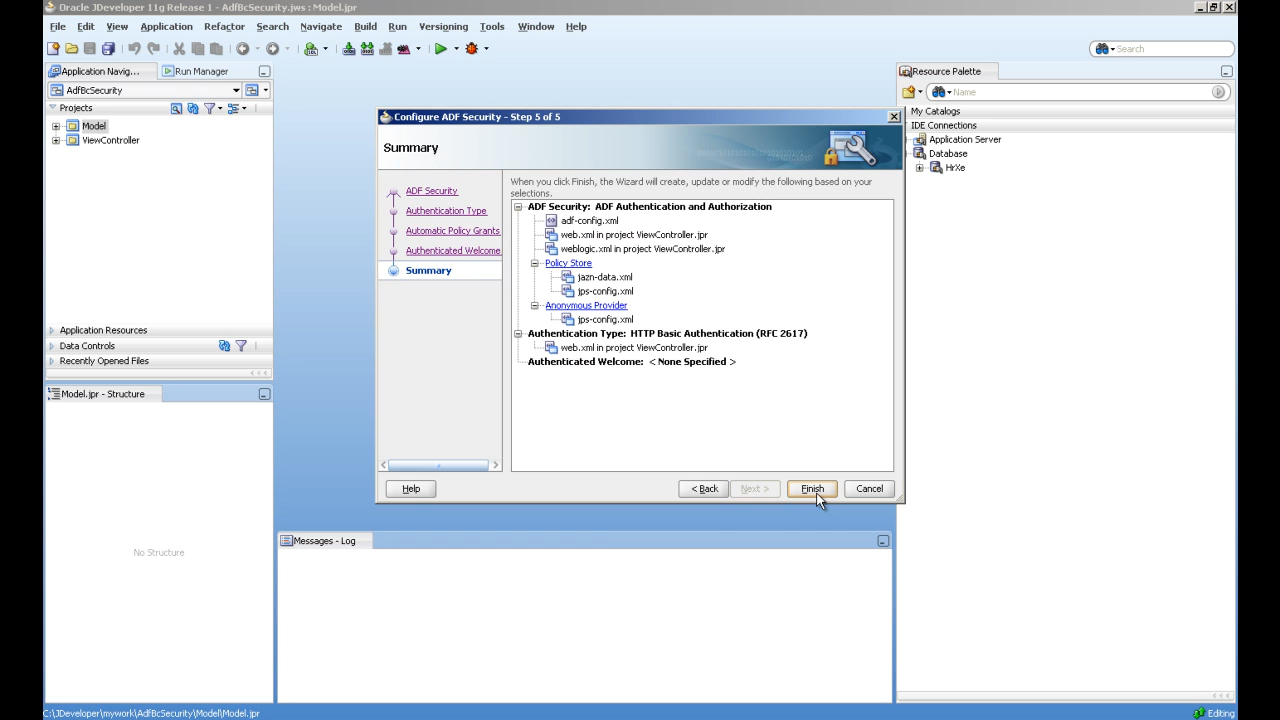 Oracle JDeveloper 11g Release 1 - AdfBcSecurity.jws : Model.jpr
File Edit View Application Refactor Search Navigate Build Run Versioning Tools Window Help
Search
Application Navig...
Run Manager
Resource Palette
AdfBcSecurity
Name
Projects
My Catalogs
Model
IDE Connections
ViewController
Application Server
Database
HrXe
Configure ADF Security - Step 5 of 5
Summary
ADF Security
Authentication Type
Automatic Policy Grants
Authenticated Welcome
Summary
When you click Finish, the Wizard will create, update or modify the following based on your
selections.
ADF Security: ADF Authentication and Authorization
adf-config.xml
web.xml in project ViewController.jpr
weblogic.xml in project ViewController.jpr
Policy Store
jazn-data.xml
jps-config.xml
Anonymous Provider
jps-config.xml
Authentication Type: HTTP Basic Authentication (RFC 2617)
web.xml in project ViewController.jpr
Authenticated Welcome: < None Specified >
Help
< Back
Next >
Finish
Cancel
Application Resources
Data Controls
Recently Opened Files
Model.jpr - Structure
No Structure
Messages - Log
C:\JDeveloper\mywork\AdfBcSecurity\Model\Model.jpr
Editing